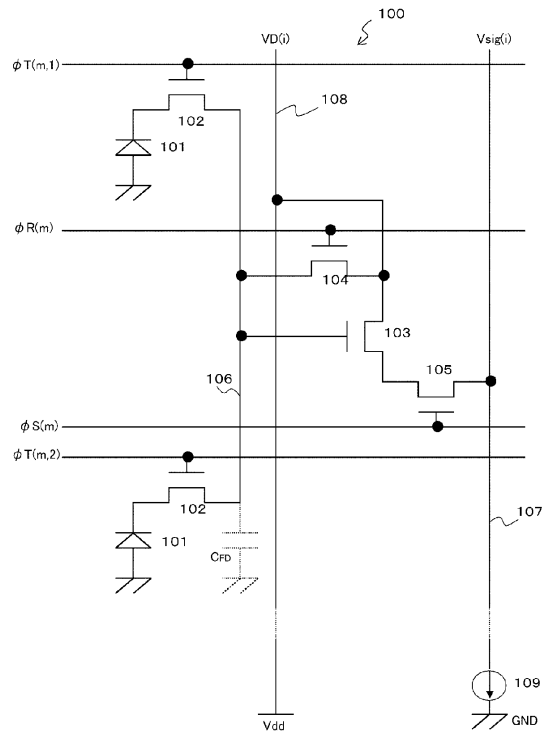 100
VD(i)
Vsig(i)
φT(m,1)
108
102
101
φR(m)
104
103
105
106
φS(m)
φT(m,2)
102
107
101
CFD
109
Vdd
GND